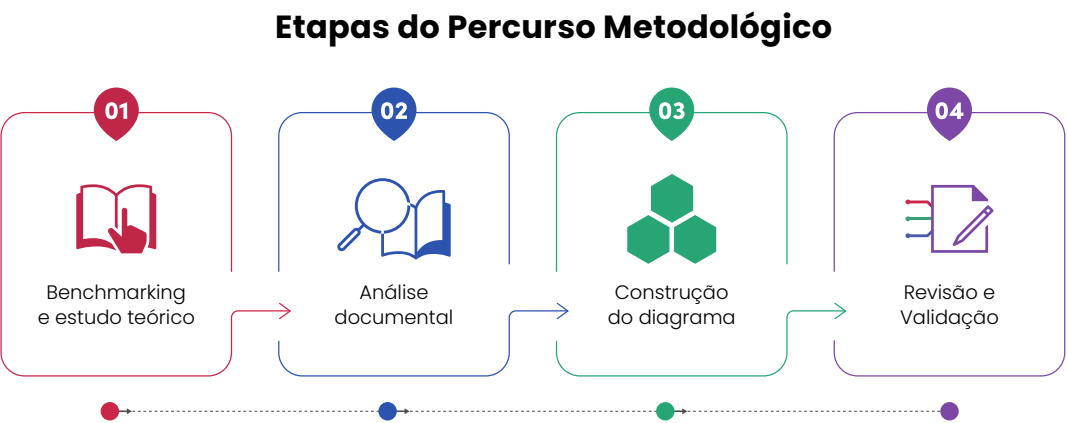 Etapas do Percurso Metodológico
01
Benchmarking
e estudo teórico
02
Análise
documental
03
Construção
do diagrama
04
Revisão e
Validação